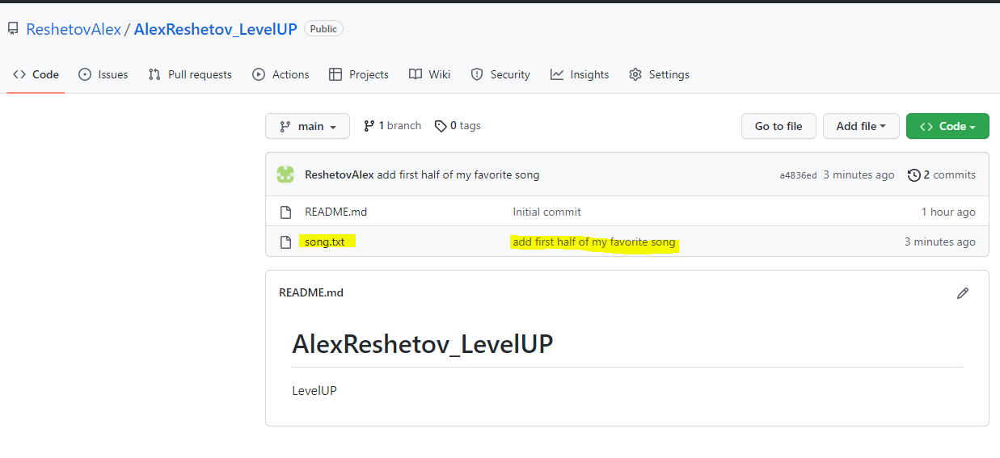 ReshetovAlex / AlexReshetov_LevelUP Public
Code Issues Pull requests Actions Projects Wiki Security Insights Settings
main 1 branch 0 tags Go to file Add file Code
ReshetovAlex add first half of my favorite song a4836ed 3 minutes ago 2 commits
README.md Initial commit 1 hour ago
song.txt add first half of my favorite song 3 minutes ago
README.md
AlexReshetov_LevelUP
LevelUP